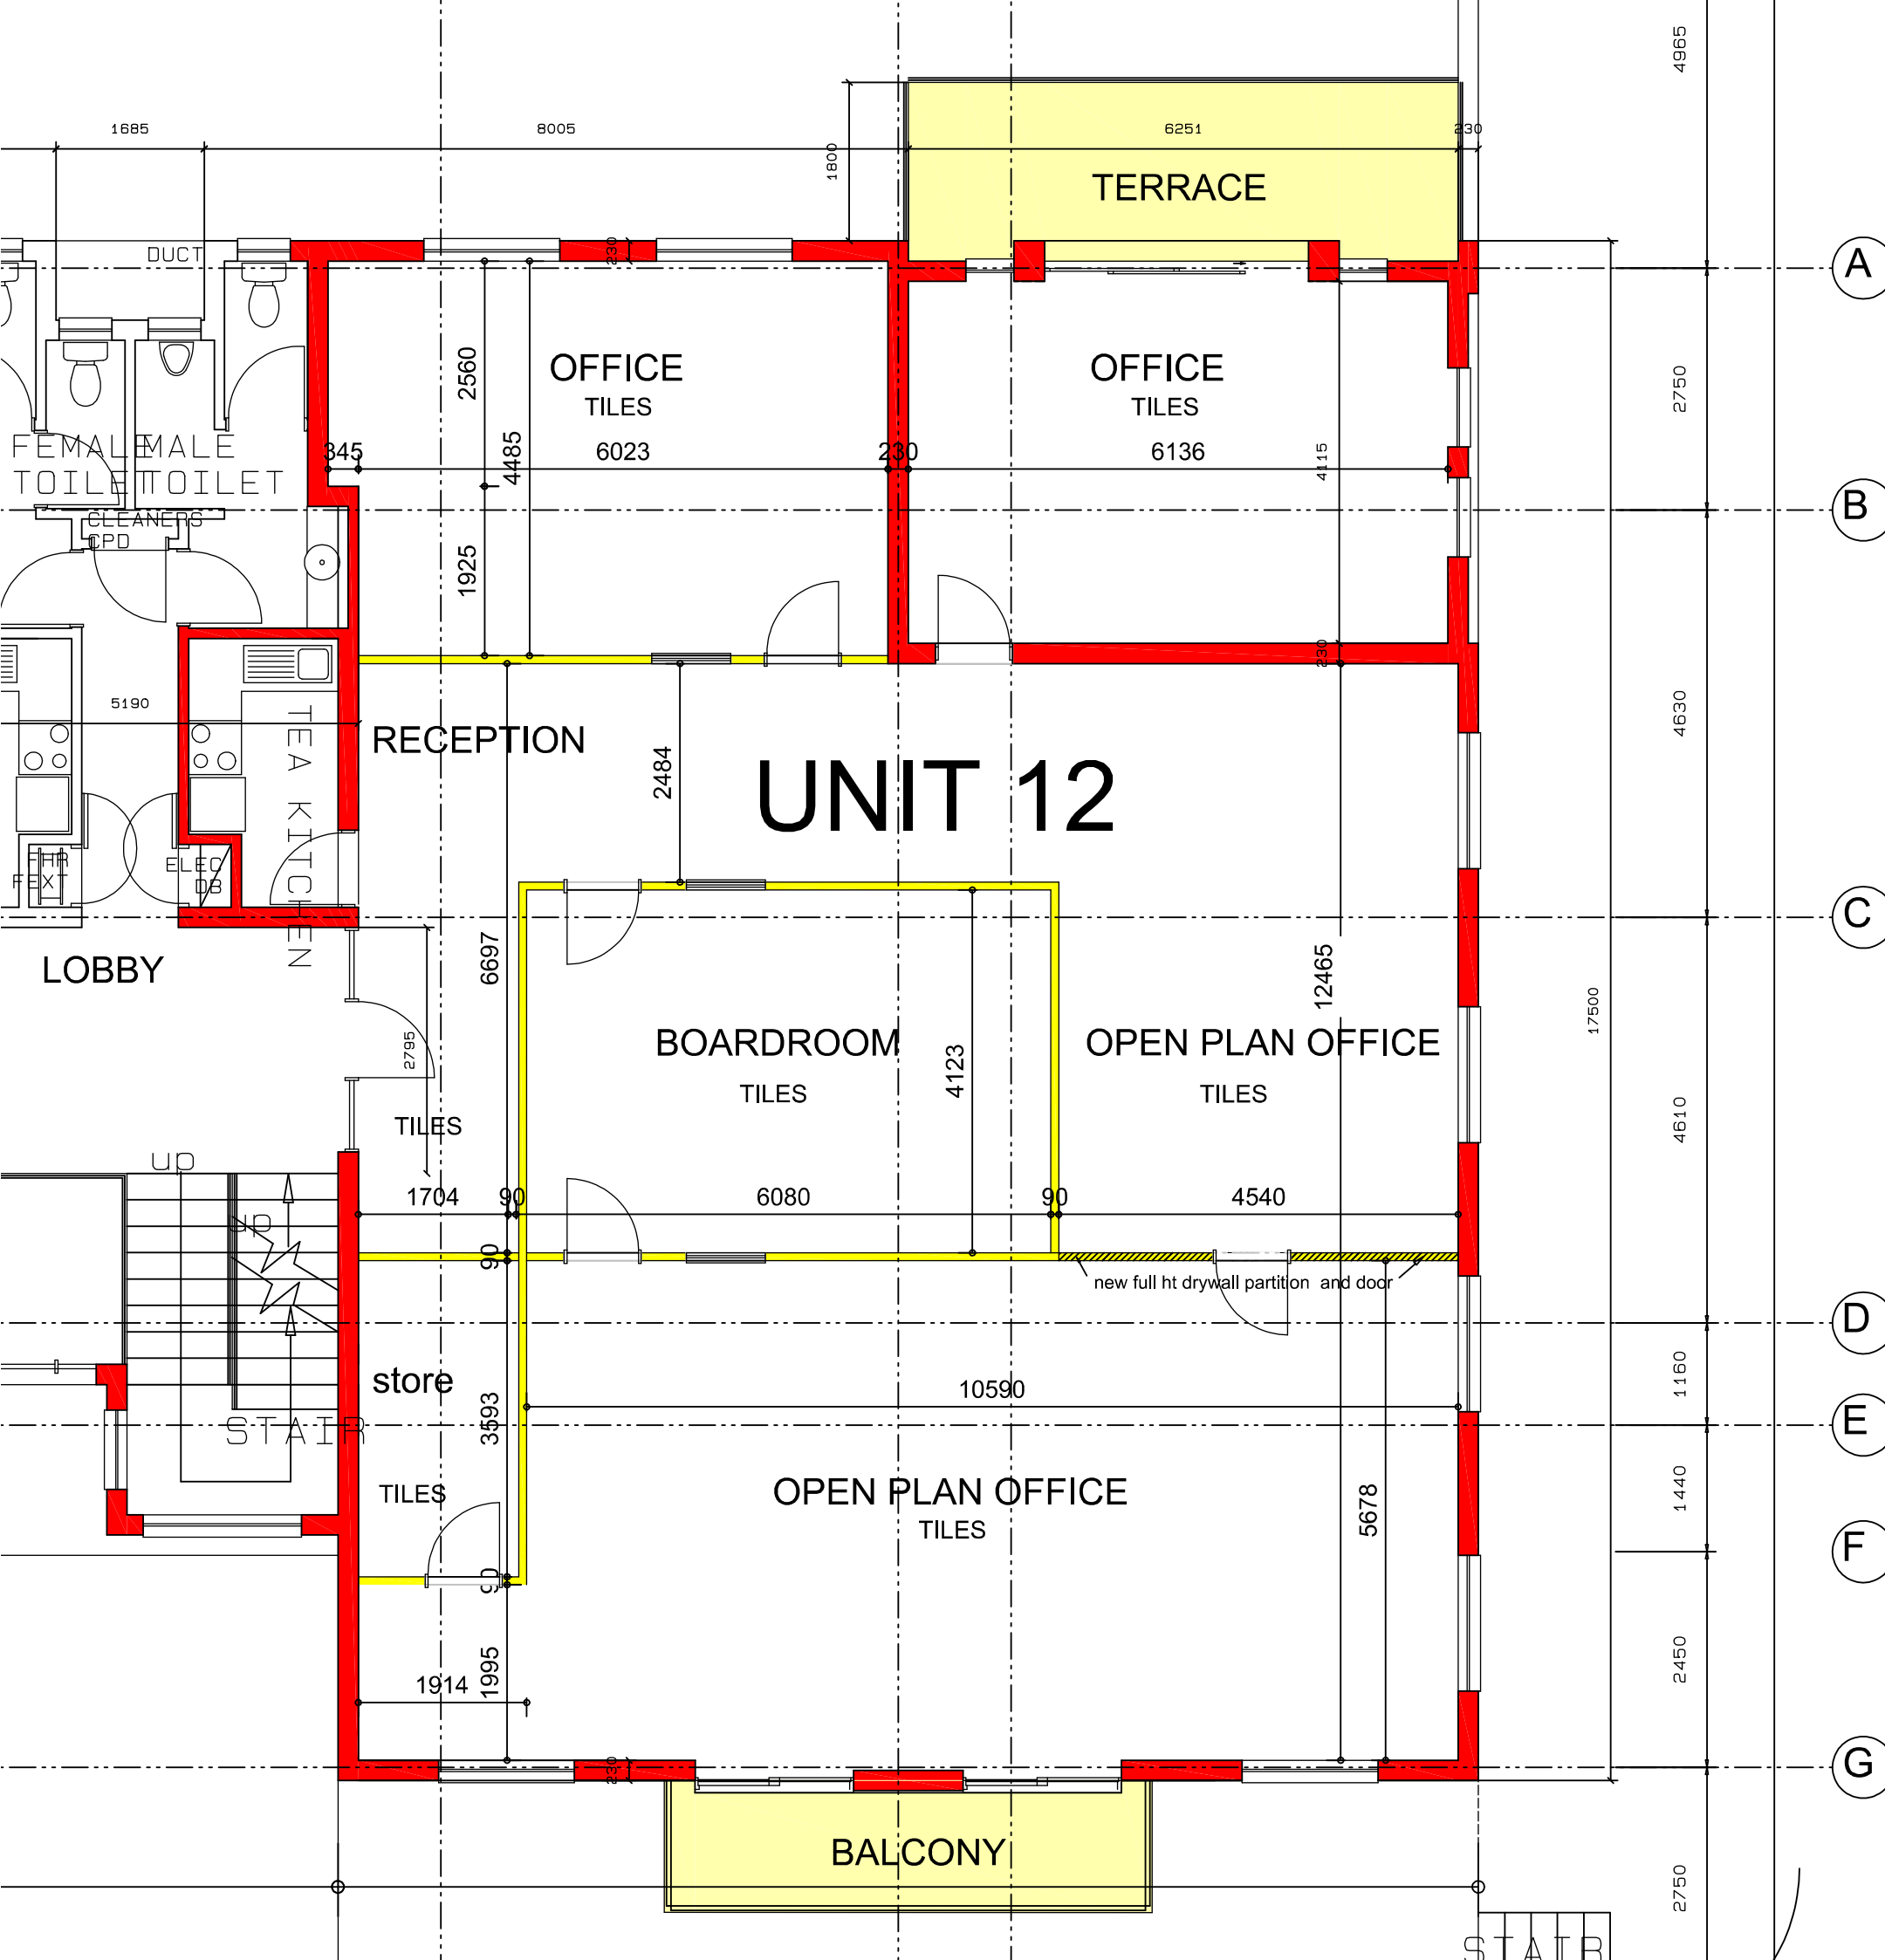 4965
1685
8005
6251
230
1800
TERRACE
DUCT
230
A
OFFICE
TILES
OFFICE
TILES
2560
2750
FEMALE
TOILET
MALE
TOILET
345
4485
6023
230
6136
4115
B
CLEANERS
CPD
1925
230
5190
TEA KITCHEN
RECEPTION
2484
UNIT 12
4630
FHR
FEXT
ELEC
DB
C
LOBBY
6697
12465
17500
2795
BOARDROOM
TILES
4123
OPEN PLAN OFFICE
TILES
TILES
4610
up
up
1704
90
6080
90
4540
90
new full ht drywall partition and door
D
store
3593
10590
1160
STAIR
E
TILES
OPEN PLAN OFFICE
TILES
5678
1440
F
90
1914
1995
2450
230
G
BALCONY
2750
STAIR